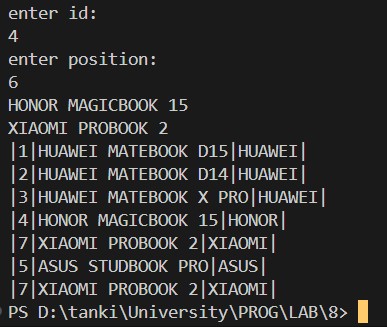 enter id:
4
enter position:
6
HONOR MAGICBOOK 15
XIAOMI PROBOOK 2
|1|HUAWEI MATEBOOK D15|HUAWEI|
|2|HUAWEI MATEBOOK D14|HUAWEI|
|3|HUAWEI MATEBOOK X PRO|HUAWEI|
|4|HONOR MAGICBOOK 15|HONOR|
|7|XIAOMI PROBOOK 2|XIAOMI|
|5|ASUS STUDBOOK PRO|ASUS|
|7|XIAOMI PROBOOK 2|XIAOMI|
PS D:\tanki\University\PROG\LAB\8>